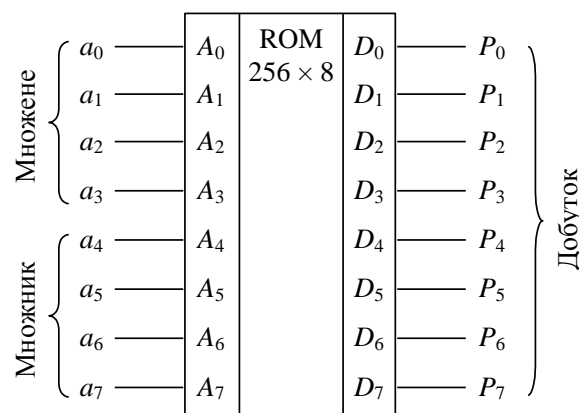 a0 A0 ROM D0 P0
256 × 8
a1 A1 D1 P1
a2 A2 D2 P2
a3 A3 D3 P3
a4 A4 D4 P4
a5 A5 D5 P5
a6 A6 D6 P6
a7 A7 D7 P7
Множене
Множник
Добуток